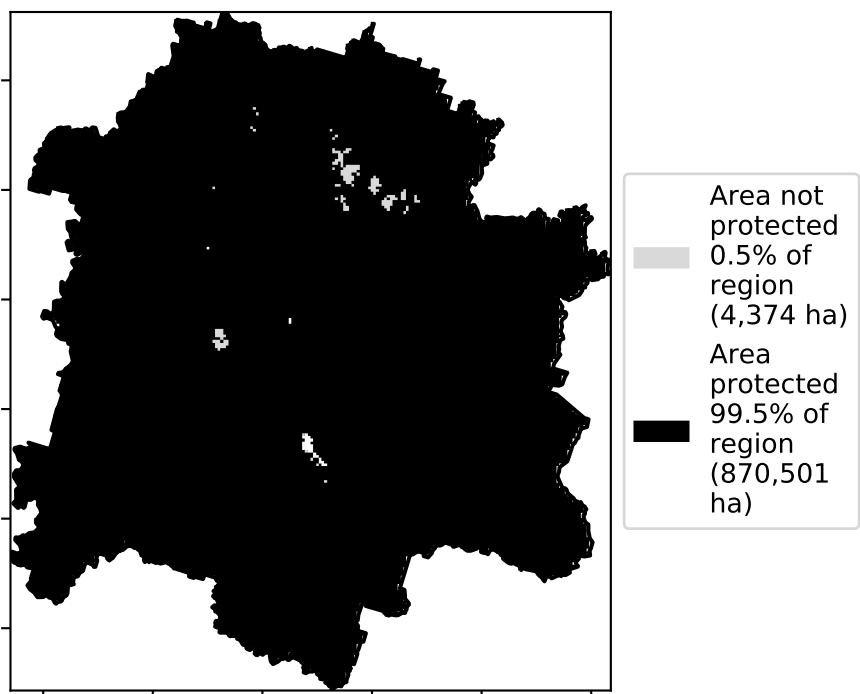 Area not
protected
0.5% of
region
(4,374 ha)
Area
protected
99.5% of
region
(870,501
ha)